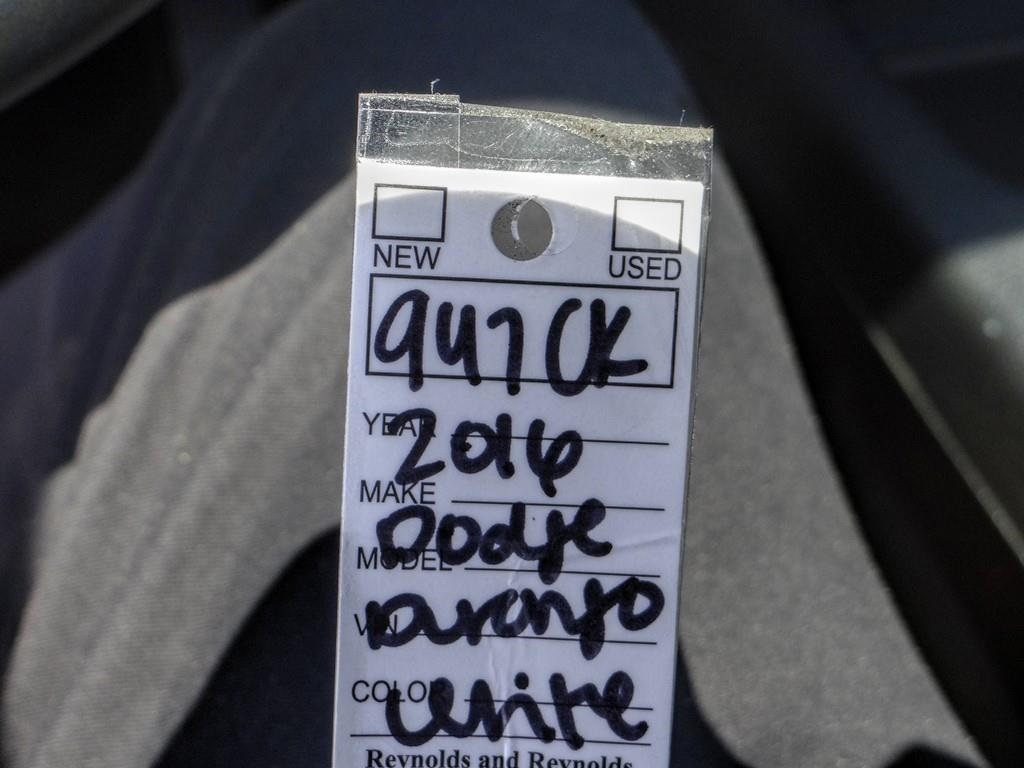 NEW USED
947CK
YEAR 2016
MAKE Dodge
MODEL Durango
VIN
COLOR White
Reynolds and Reynolds